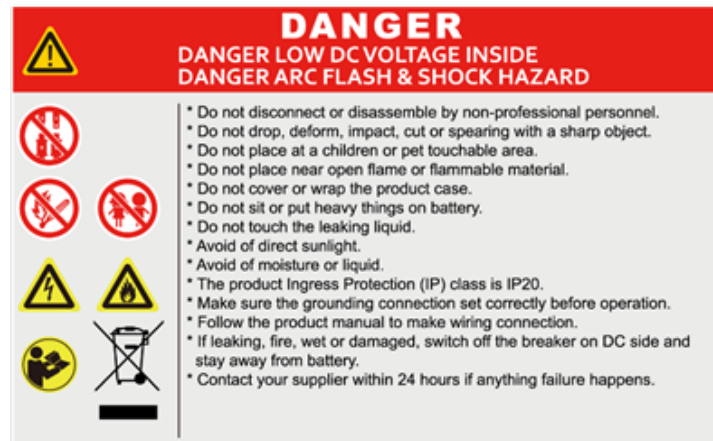 DANGER
DANGER LOW DC VOLTAGE INSIDE
DANGER ARC FLASH & SHOCK HAZARD
* Do not disconnect or disassemble by non-professional personnel.
* Do not drop, deform, impact, cut or spearing with a sharp object.
* Do not place at a children or pet touchable area.
* Do not place near open flame or flammable material.
* Do not cover or wrap the product case.
* Do not sit or put heavy things on battery.
* Do not touch the leaking liquid.
* Avoid of direct sunlight.
* Avoid of moisture or liquid.
* The product Ingress Protection (IP) class is IP20.
* Make sure the grounding connection set correctly before operation.
* Follow the product manual to make wiring connection.
* If leaking, fire, wet or damaged, switch off the breaker on DC side and
stay away from battery.
* Contact your supplier within 24 hours if anything failure happens.